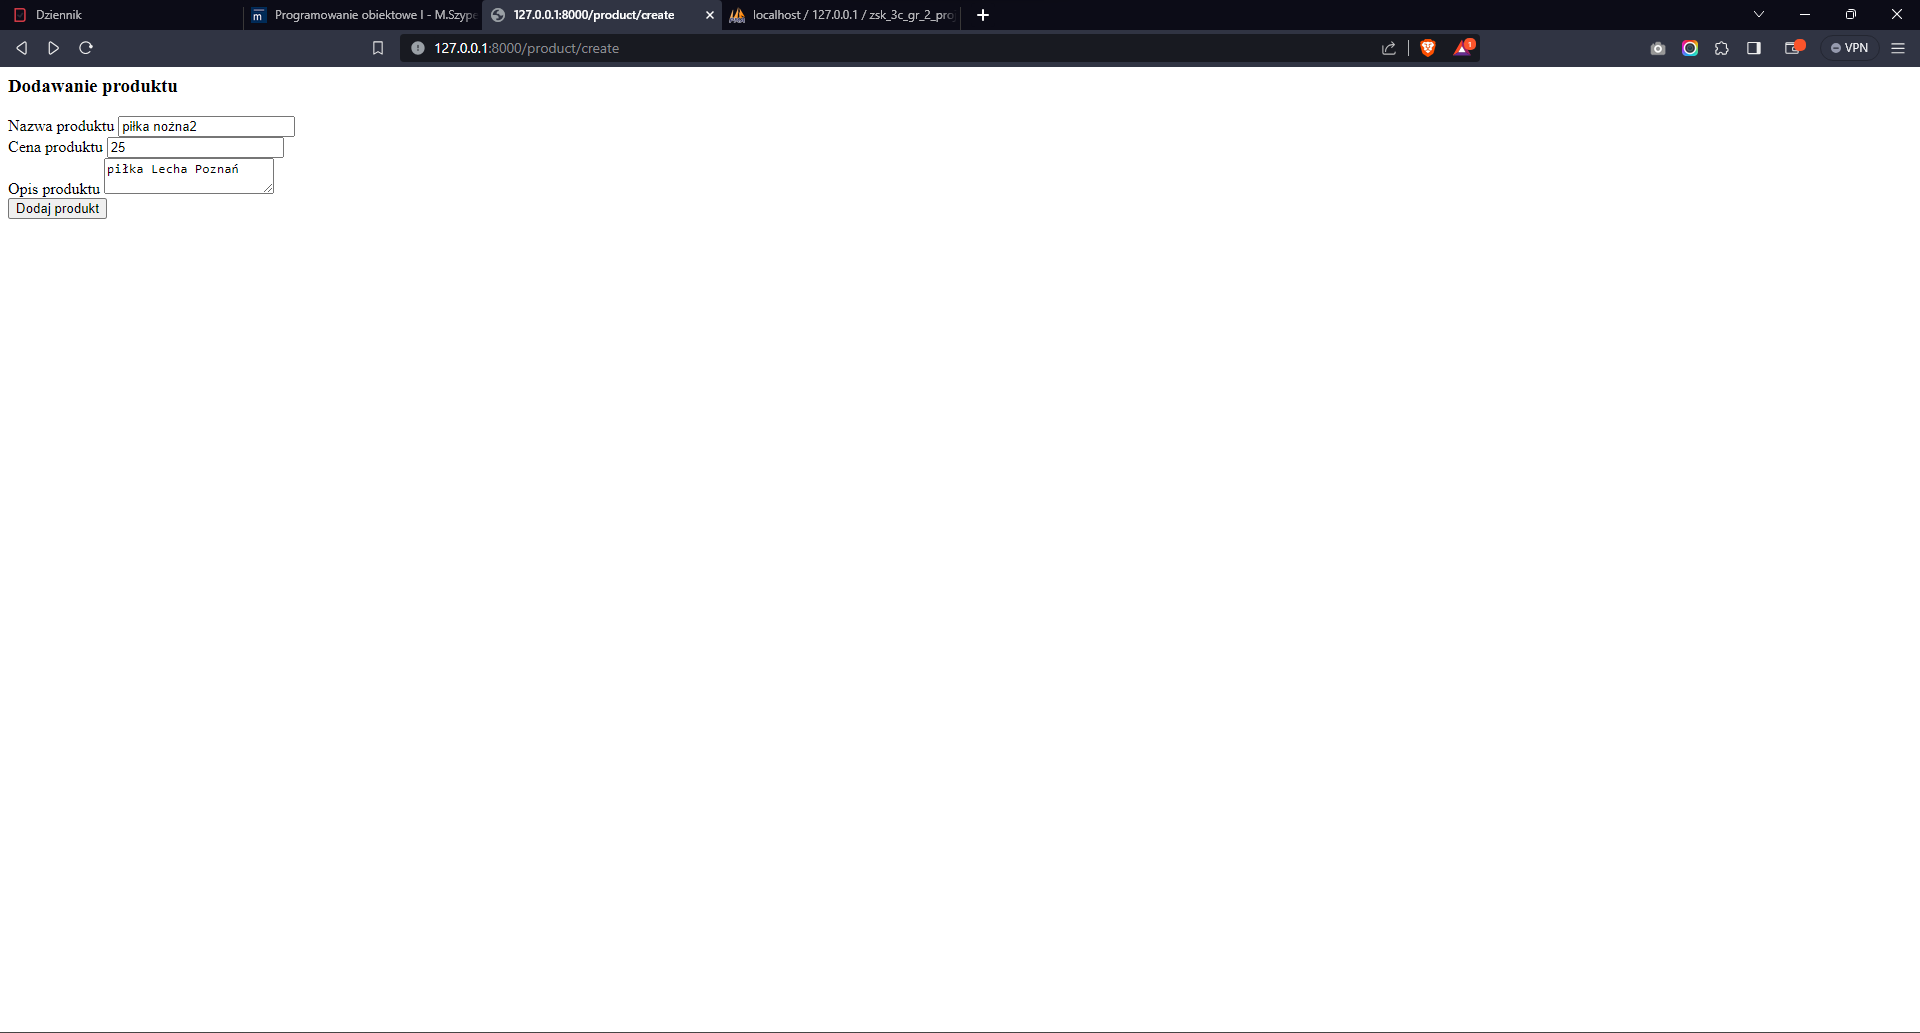 Dziennik
Programowanie obiektowe I - M.Szype
127.0.0.1:8000/product/create
localhost / 127.0.0.1 / zsk_3c_gr_2_pro
127.0.0.1:8000/product/create
1
VPN
Dodawanie produktu
Nazwa produktu piłka nożna2
Cena produktu 25
piłka Lecha Poznań
Opis produktu
Dodaj produkt